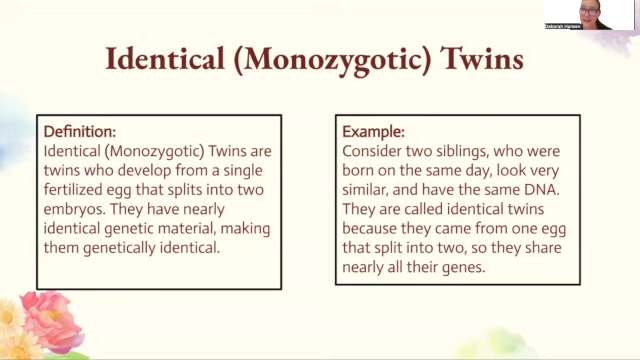 Deborah Hansen
Identical (Monozygotic) Twins
Definition:
Identical (Monozygotic) Twins are
twins who develop from a single
fertilized egg that splits into two
embryos. They have nearly
identical genetic material, making
them genetically identical.
Example:
Consider two siblings, who were
born on the same day, look very
similar, and have the same DNA.
They are called identical twins
because they came from one egg
that split into two, so they share
nearly all their genes.